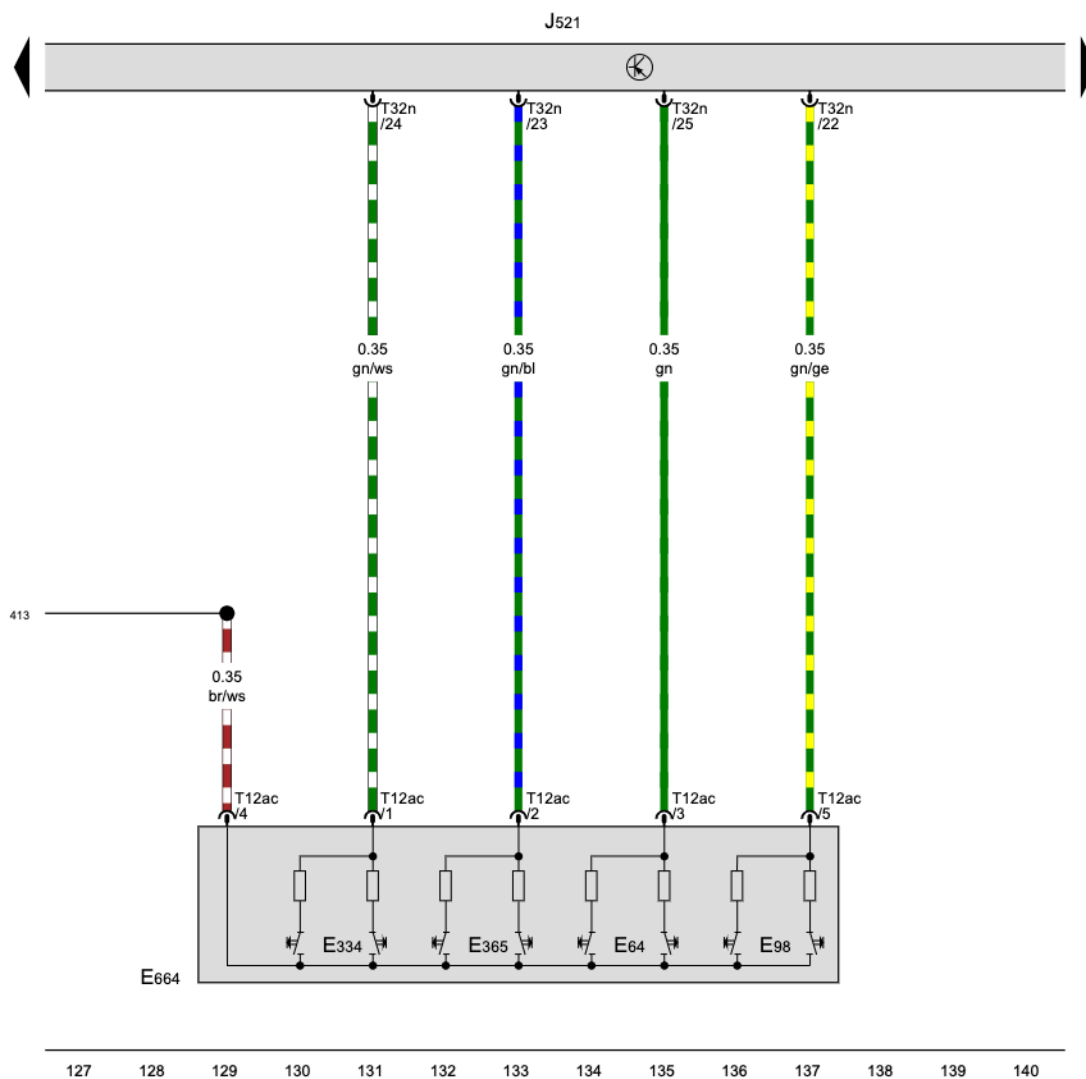 J521
T32n
/24
T32n
/23
T32n
/25
T32n
/22
0.35
gn/ws
0.35
gn/bl
0.35
gn
0.35
gn/ge
413
0.35
br/ws
T12ac
/4
T12ac
/1
T12ac
/2
T12ac
/3
T12ac
/5
E334
E365
E64
E98
E664
127 128 129 130 131 132 133 134 135 136 137 138 139 140